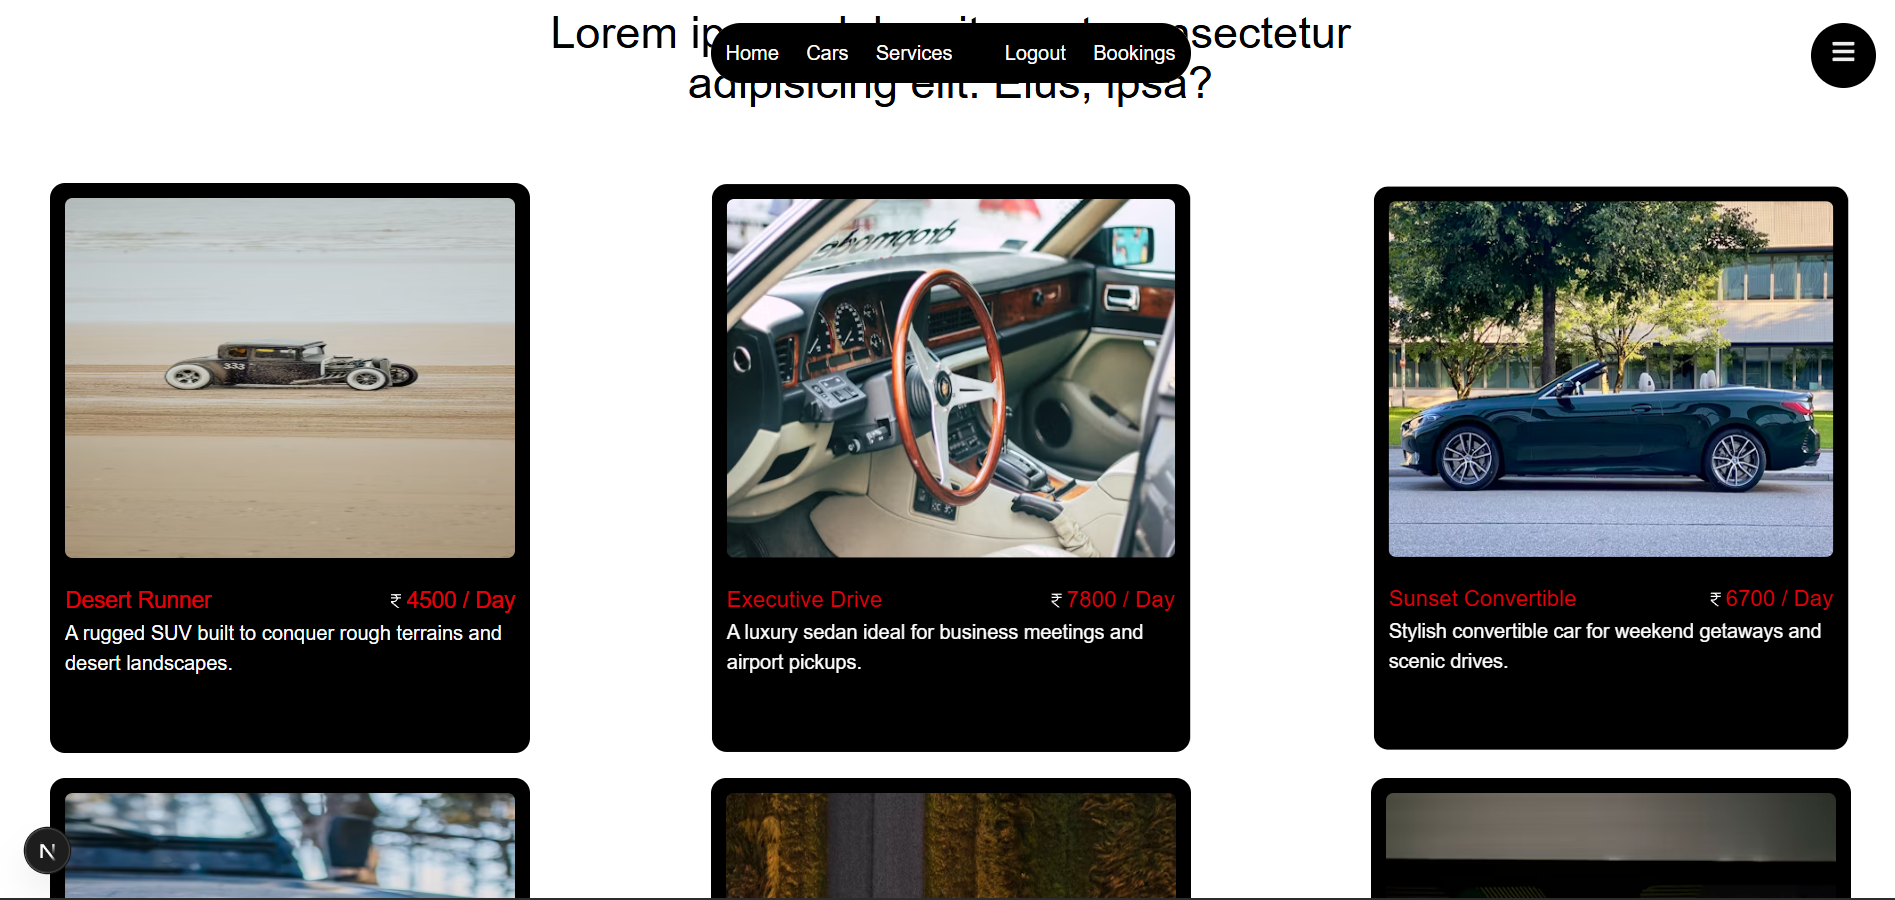 Lorem ip
nsectetur
Home Cars Services Logout Bookings
adipisicing elit. Eius, ipsa?
333
Desert Runner ₹ 4500 / Day
A rugged SUV built to conquer rough terrains and
desert landscapes.
Executive Drive ₹ 7800 / Day
A luxury sedan ideal for business meetings and
airport pickups.
Sunset Convertible ₹ 6700 / Day
Stylish convertible car for weekend getaways and
scenic drives.
N